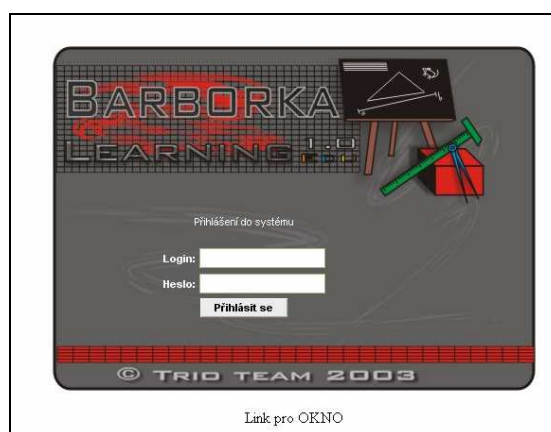 BARBORKA
LEARNING 1.0
Přihlášení do systému
Login:
Heslo:
Přihlásit se
© TRIO TEAM 2003
Link pro OKNO